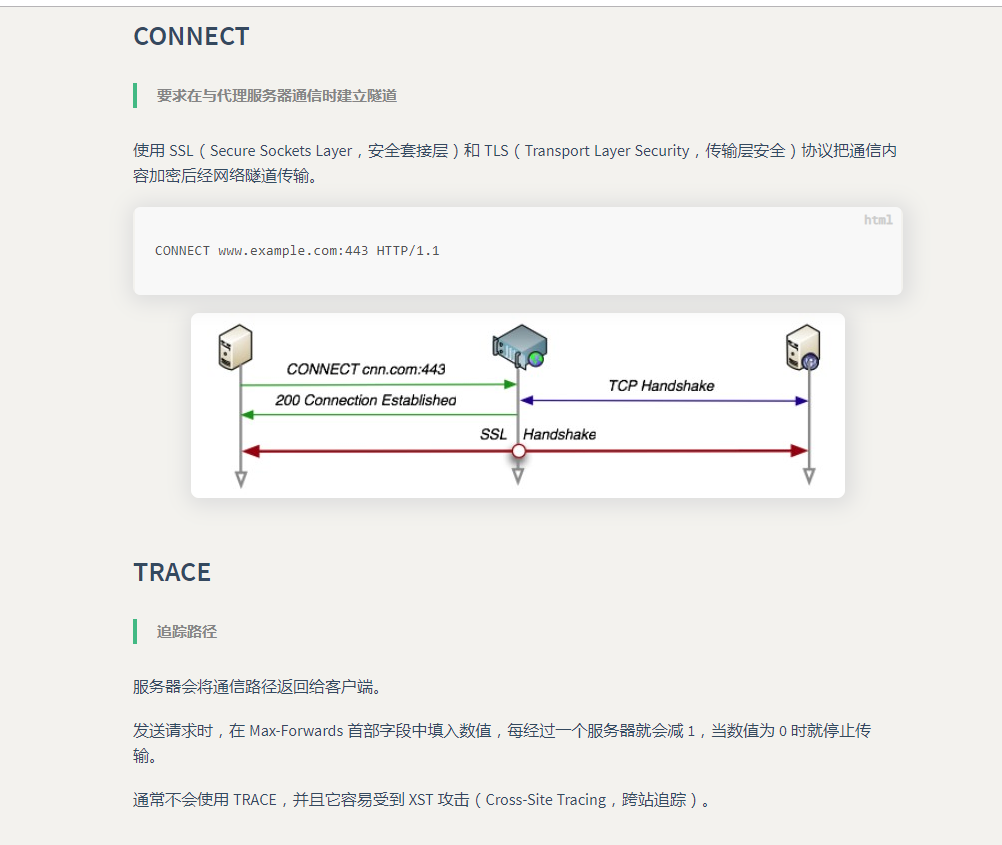 CONNECT
要求在与代理服务器通信时建立隧道
使用 SSL（Secure Sockets Layer，安全套接层）和 TLS（Transport Layer Security，传输层安全）协议把通信内
容加密后经网络隧道传输。
html
CONNECT www.example.com:443 HTTP/1.1
CONNECT cnn.com:443
TCP Handshake
200 Connection Established
SSL Handshake
TRACE
追踪路径
服务器会将通信路径返回给客户端。
发送请求时，在 Max-Forwards 首部字段中填入数值，每经过一个服务器就会减 1，当数值为 0 时就停止传
输。
通常不会使用 TRACE，并且它容易受到 XST 攻击（Cross-Site Tracing，跨站追踪）。